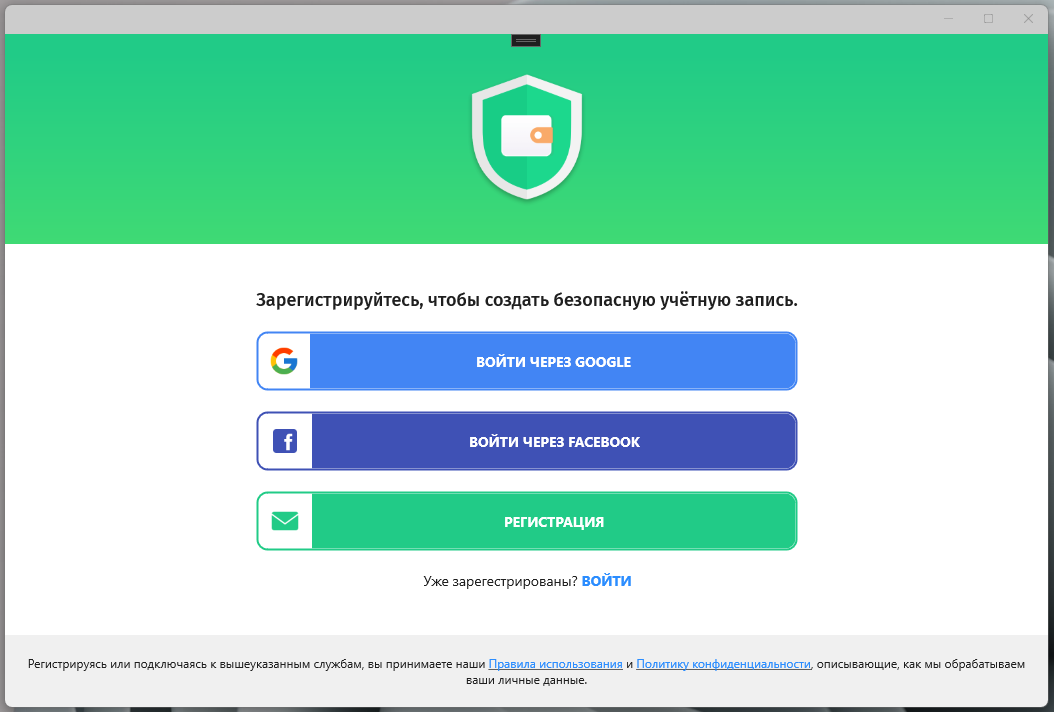 Зарегистрируйтесь, чтобы создать безопасную учётную запись.
ВОЙТИ ЧЕРЕЗ GOOGLE
ВОЙТИ ЧЕРЕЗ FACEBOOK
РЕГИСТРАЦИЯ
Уже зарегестрированы? ВОЙТИ
Регистрируясь или подключаясь к вышеуказанным службам, вы принимаете наши Правила использования и Политику конфиденциальности, описывающие, как мы обрабатываем
ваши личные данные.